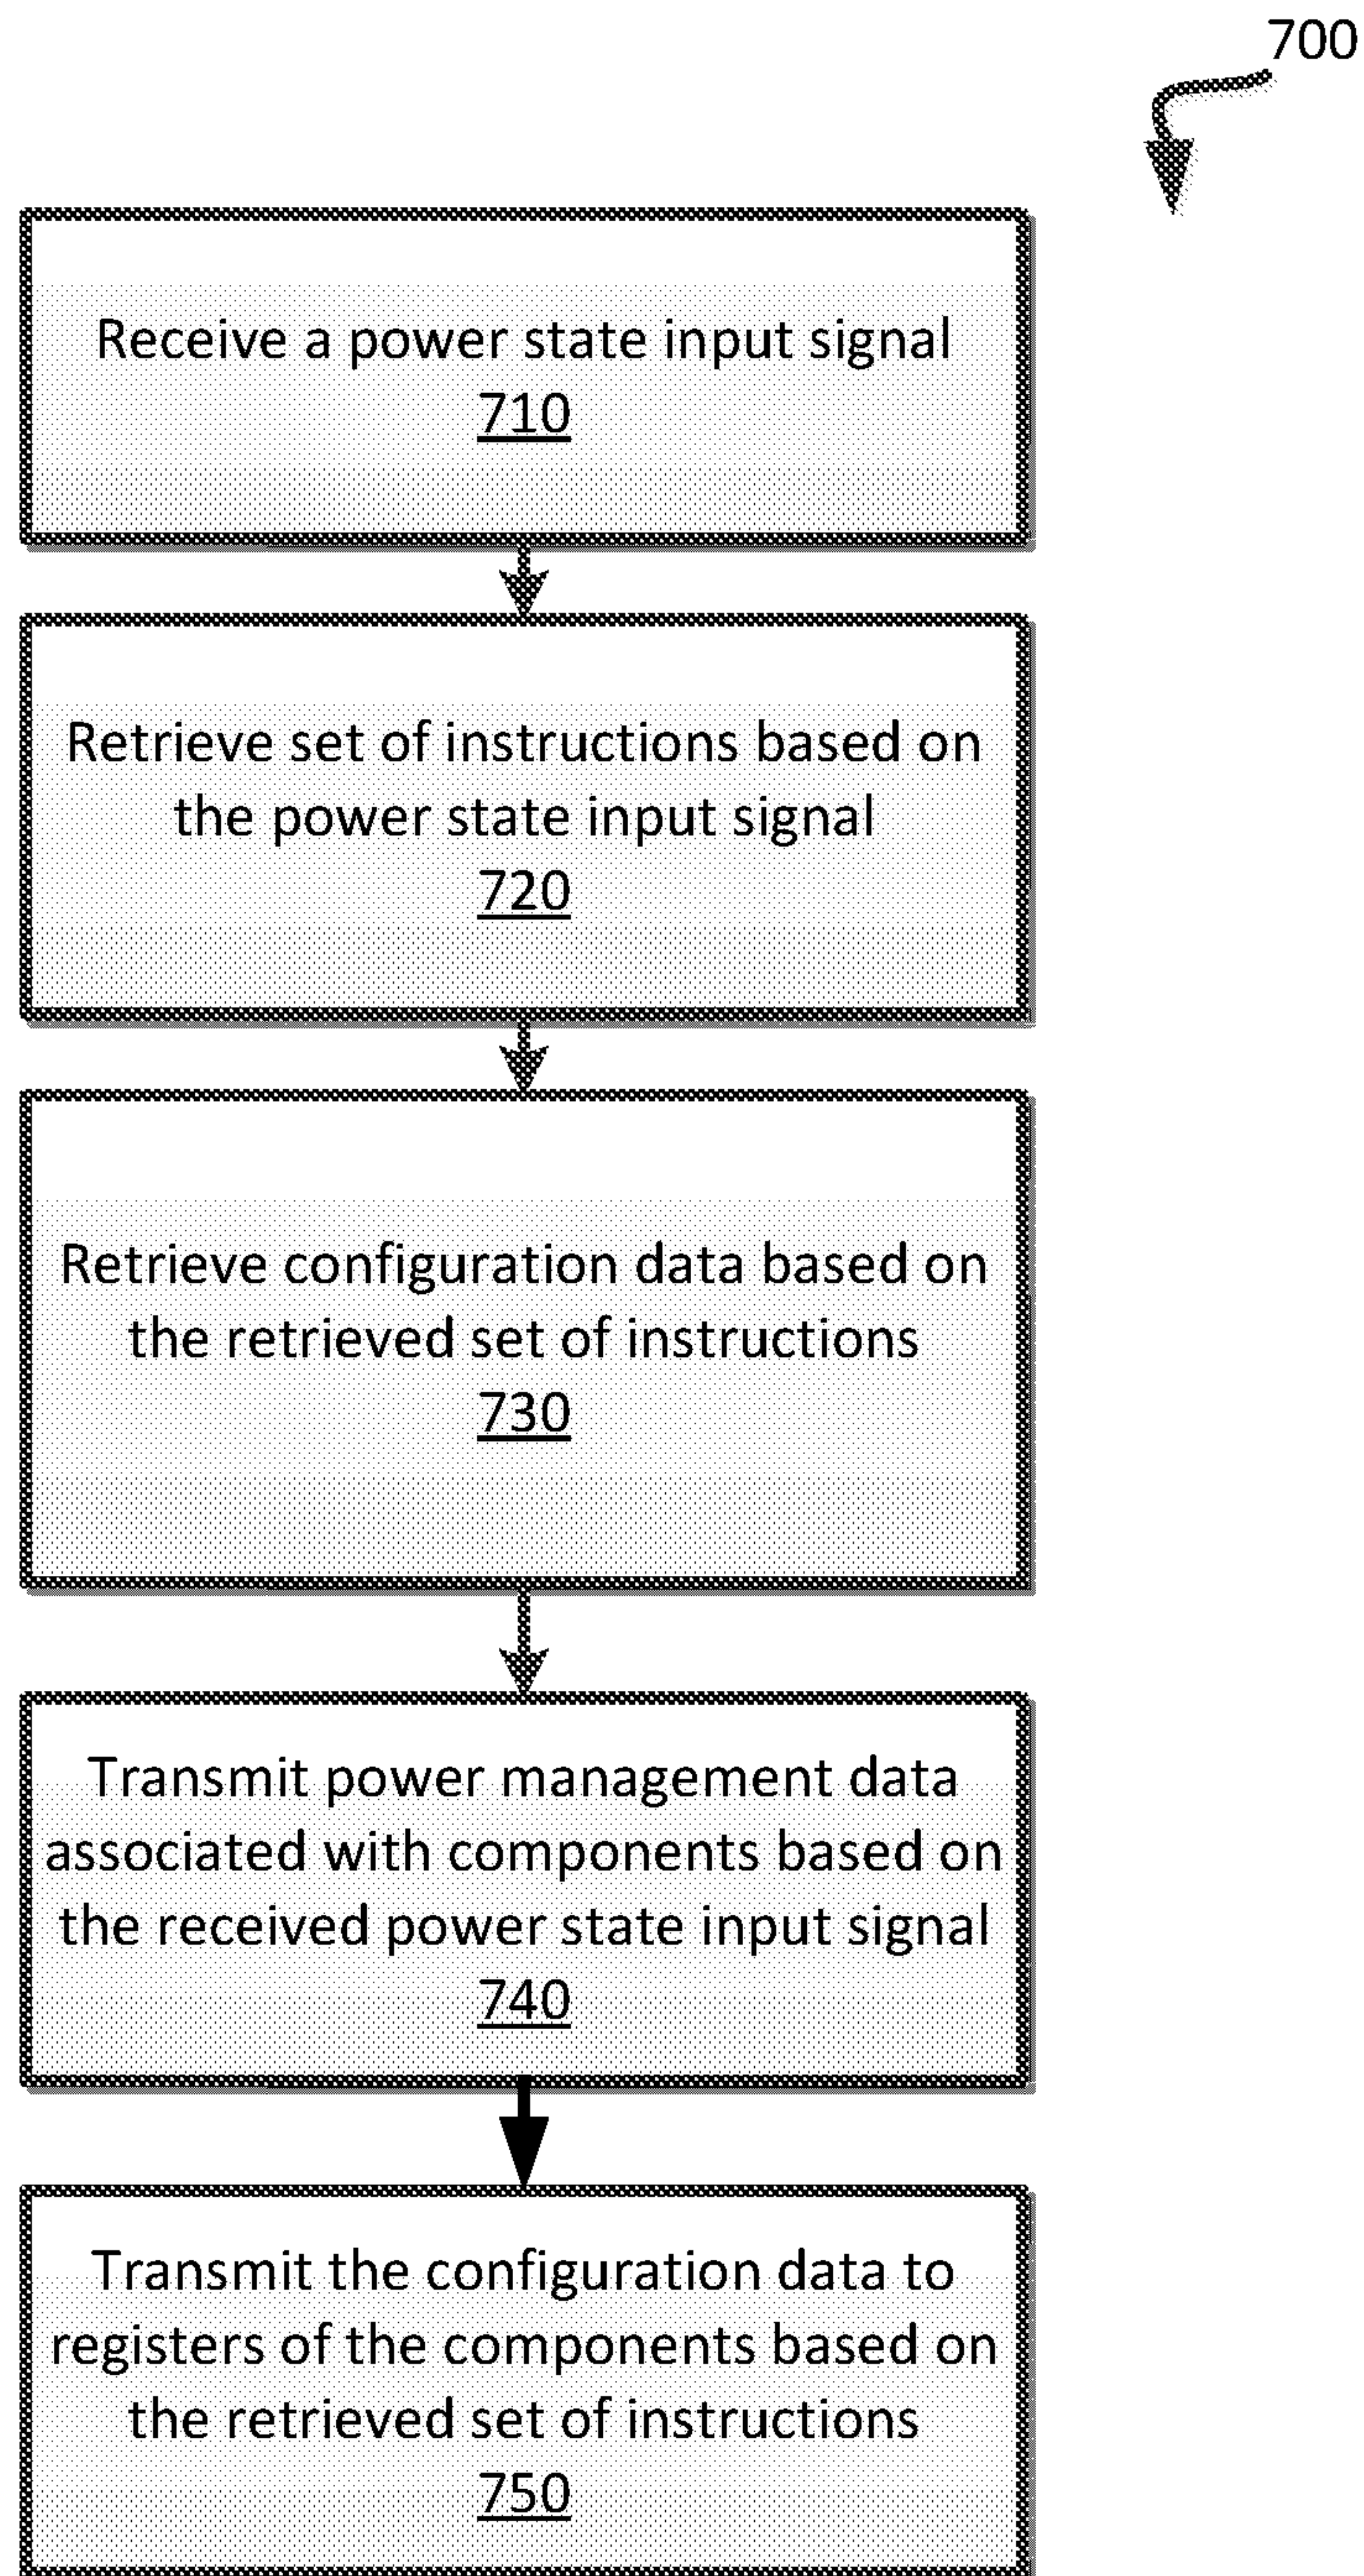 700
Receive a power state input signal
710
Retrieve set of instructions based on
the power state input signal
720
Retrieve configuration data based on
the retrieved set of instructions
730
Transmit power management data
associated with components based on
the received power state input signal
740
Transmit the configuration data to
registers of the components based on
the retrieved set of instructions
750